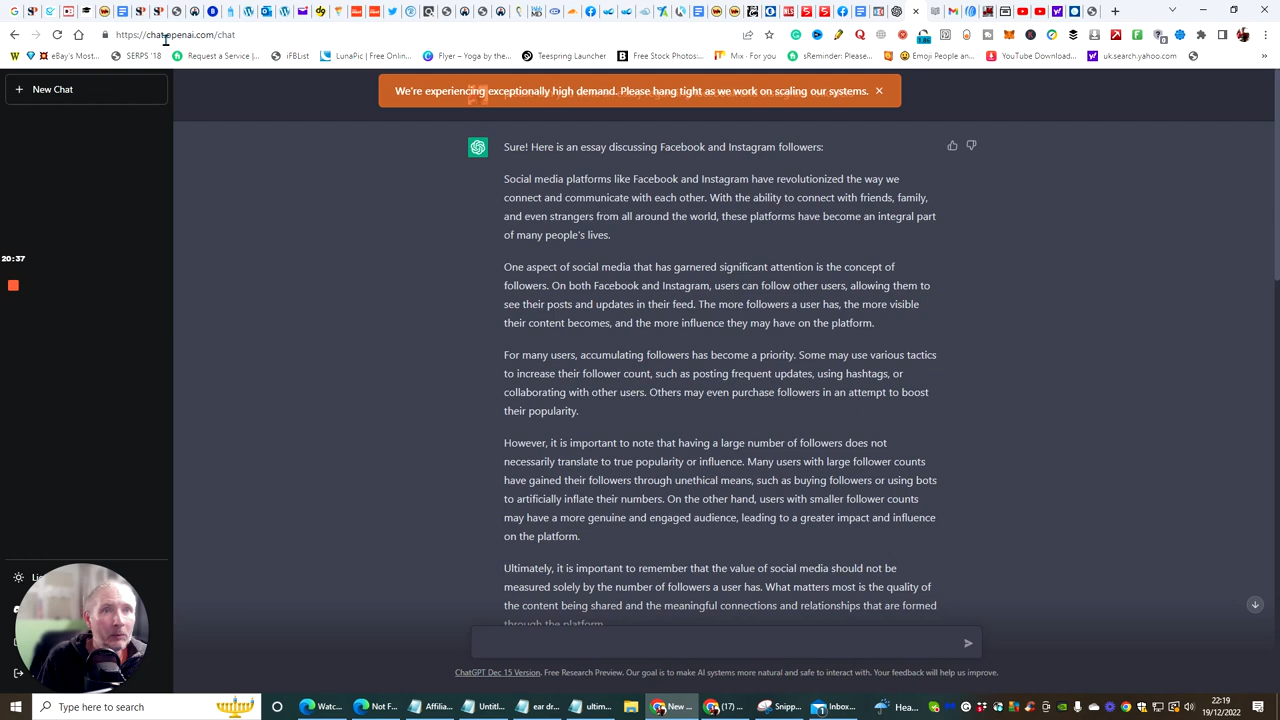 https://chat.openai.com/chat
eBay's Most...
SERPS '18
Request a Service |...
iFBList
LunaPic | Free Onlin...
Flyer – Yoga by the...
Teespring Launcher
Free Stock Photos:...
Mix · For you
sReminder: Please...
Emoji People and...
YouTube Download...
uk.search.yahoo.com
New Chat
We're experiencing exceptionally high demand. Please hang tight as we work on scaling our systems.
Sure! Here is an essay discussing Facebook and Instagram followers:
Social media platforms like Facebook and Instagram have revolutionized the way we
connect and communicate with each other. With the ability to connect with friends, family,
and even strangers from all around the world, these platforms have become an integral part
of many people's lives.
One aspect of social media that has garnered significant attention is the concept of
followers. On both Facebook and Instagram, users can follow other users, allowing them to
see their posts and updates in their feed. The more followers a user has, the more visible
their content becomes, and the more influence they may have on the platform.
20:37
For many users, accumulating followers has become a priority. Some may use various tactics
to increase their follower count, such as posting frequent updates, using hashtags, or
collaborating with other users. Others may even purchase followers in an attempt to boost
their popularity.
However, it is important to note that having a large number of followers does not
necessarily translate to true popularity or influence. Many users with large follower counts
have gained their followers through unethical means, such as buying followers or using bots
to artificially inflate their numbers. On the other hand, users with smaller follower counts
may have a more genuine and engaged audience, leading to a greater impact and influence
on the platform.
Ultimately, it is important to remember that the value of social media should not be
measured solely by the number of followers a user has. What matters most is the quality of
the content being shared and the meaningful connections and relationships that are formed
through the platform.
ChatGPT Dec 15 Version. Free Research Preview. Our goal is to make AI systems more natural and safe to interact with. Your feedback will help us improve.
Type here to search
Watc...
Not F...
Affilia...
Untitl...
ear dr...
ultim...
New ...
(17) ...
Snipp...
Inbox...
Hea...
22:19
19/12/2022